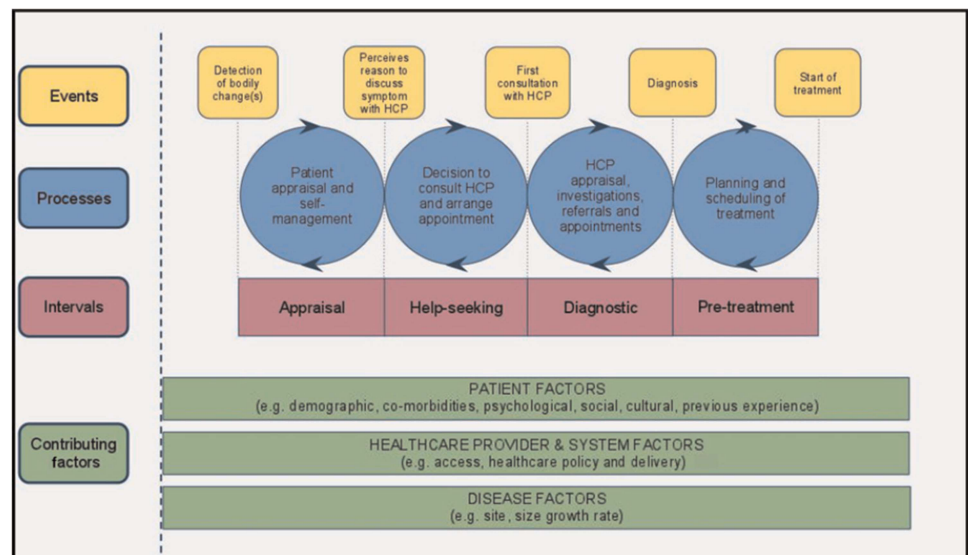 Events
Detection
of bodily
change(s)
Perceives
reason to
discuss
symptom
with HCP
First
consultation
with HCP
Diagnosis
Start of
treatment
Processes
Patient
appraisal and
self-
management
Decision to
consult HCP
and arrange
appointment
HCP
appraisal,
investigations,
referrals and
appointments
Planning and
scheduling of
treatment
Intervals
Appraisal
Help-seeking
Diagnostic
Pre-treatment
Contributing
factors
PATIENT FACTORS
(e.g. demographic, co-morbidities, psychological, social, cultural, previous experience)
HEALTHCARE PROVIDER & SYSTEM FACTORS
(e.g. access, healthcare policy and delivery)
DISEASE FACTORS
(e.g. site, size growth rate)